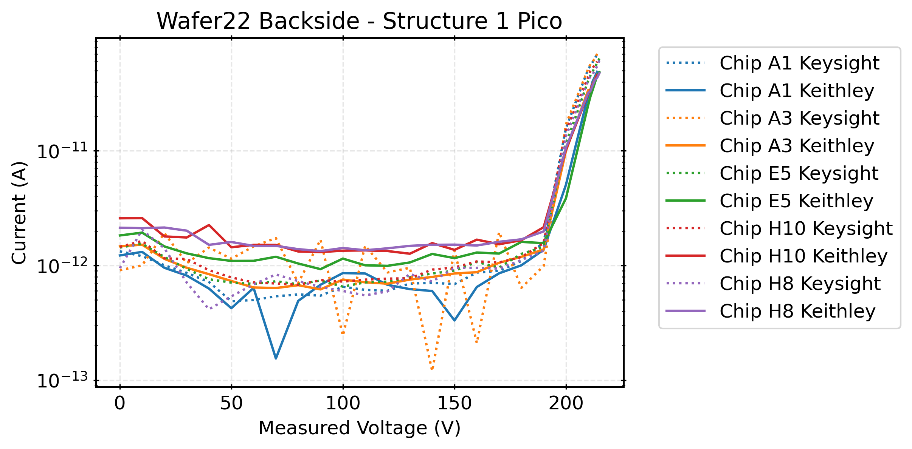 Wafer22 Backside - Structure 1 Pico
Current (A)
10⁻¹¹
10⁻¹²
10⁻¹³
0 50 100 150 200
Measured Voltage (V)
Chip A1 Keysight
Chip A1 Keithley
Chip A3 Keysight
Chip A3 Keithley
Chip E5 Keysight
Chip E5 Keithley
Chip H10 Keysight
Chip H10 Keithley
Chip H8 Keysight
Chip H8 Keithley